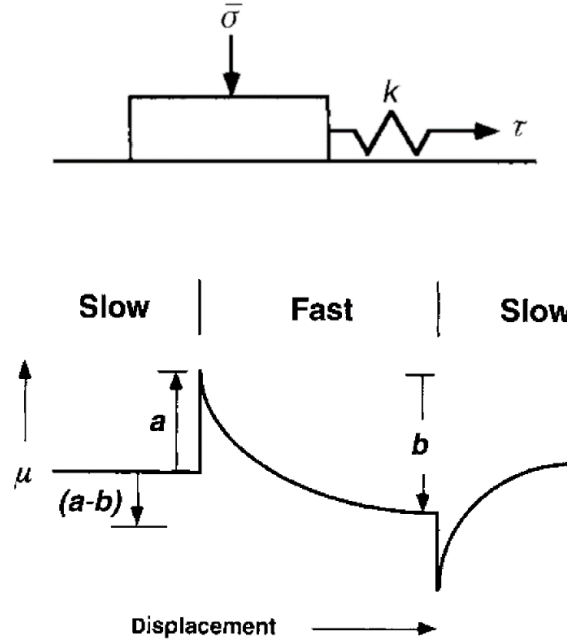 σ̄
k
τ
Slow
Fast
Slow
a
b
μ
(a-b)
Displacement